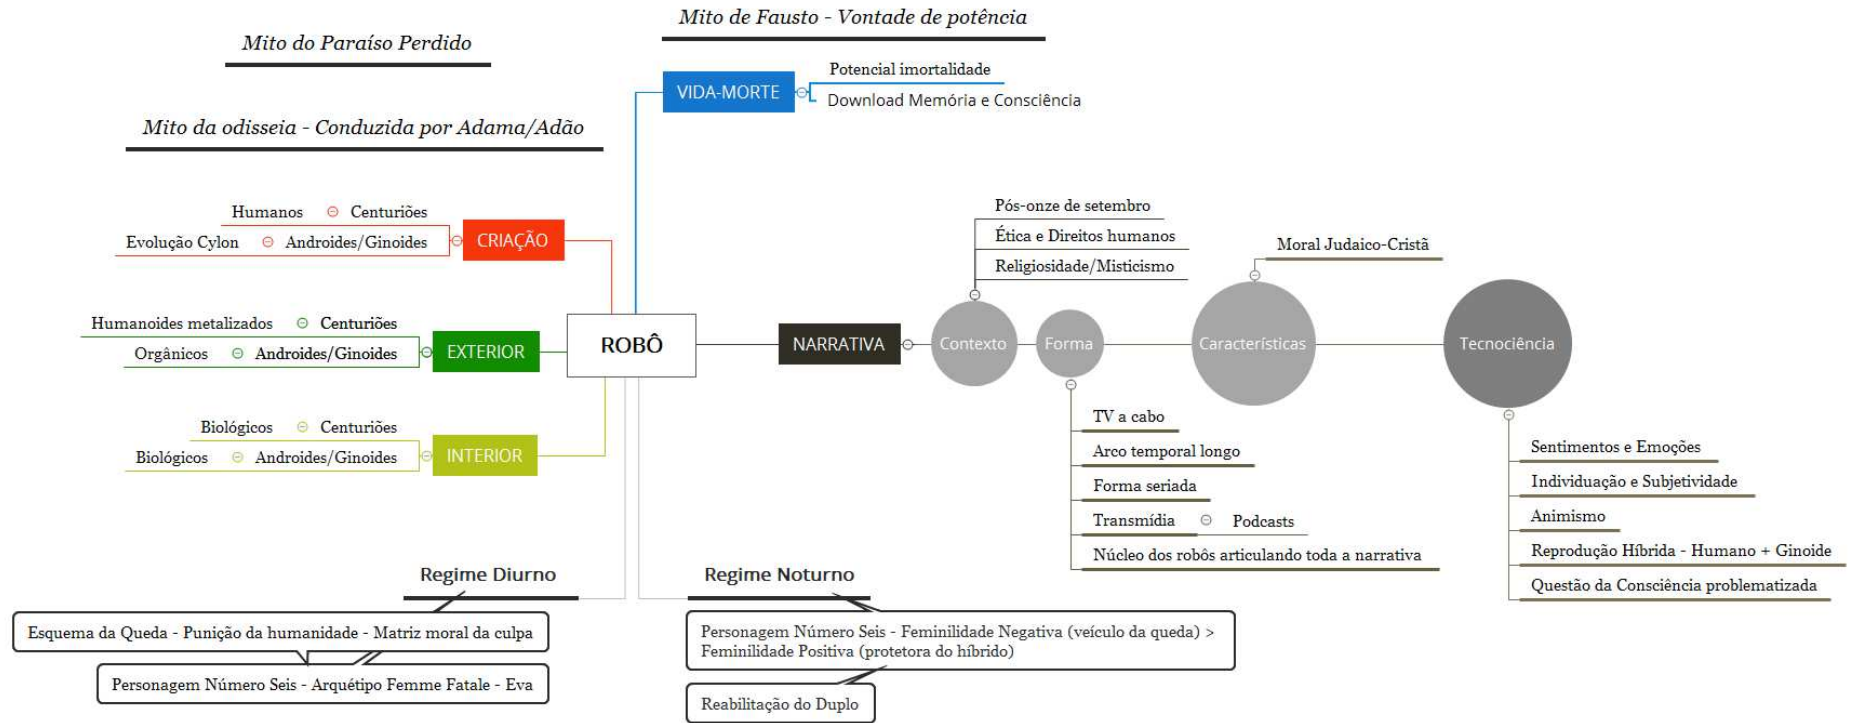 Mito de Fausto - Vontade de potência
Mito do Paraíso Perdido
Mito da odisseia - Conduzida por Adama/Adão
VIDA-MORTE
Potencial imortalidade
Download Memória e Consciência
Humanos Centuriões
Evolução Cylon Androides/Ginoides
CRIAÇÃO
Humanoides metalizados Centuriões
Orgânicos Androides/Ginoides
EXTERIOR
Biológicos Centuriões
Biológicos Androides/Ginoides
INTERIOR
ROBÔ
NARRATIVA
Contexto
Pós-onze de setembro
Ética e Direitos humanos
Religiosidade/Misticismo
Forma
TV a cabo
Arco temporal longo
Forma seriada
Transmídia Podcasts
Núcleo dos robôs articulando toda a narrativa
Características
Moral Judaico-Cristã
Tecnociência
Sentimentos e Emoções
Individuação e Subjetividade
Animismo
Reprodução Híbrida - Humano + Ginoide
Questão da Consciência problematizada
Regime Diurno
Esquema da Queda - Punição da humanidade - Matriz moral da culpa
Personagem Número Seis - Arquétipo Femme Fatale - Eva
Regime Noturno
Personagem Número Seis - Feminilidade Negativa (veículo da queda) >
Feminilidade Positiva (protetora do híbrido)
Reabilitação do Duplo